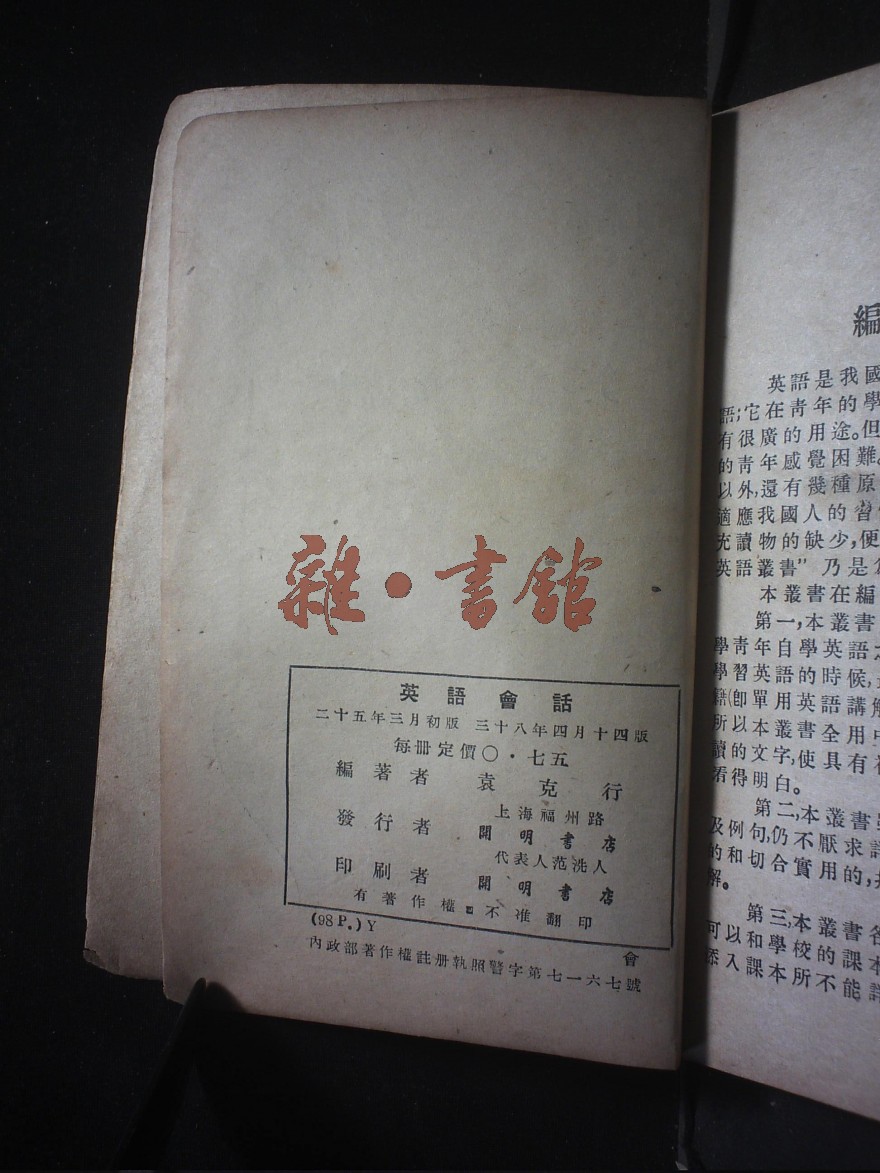 雜·書館
英語會話
二十五年三月初版 三十八年四月十四版
每冊定價〇·七五
編著者 袁克行
發行者 上海福州路
開明書店
代表人范洗人
印刷者 開明書店
有著作權 不准翻印
(98 P.) Y
會
內政部著作權註册執照警字第七一六七號
編
英語是我國
語;它在青年的學
有很廣的用途。但
的青年感覺困難。
以外,還有幾種原
適應我國人的習
充讀物的缺少,便
英語叢書”乃是
本叢書在編
第一,本叢書
學青年自學英語
學習英語的時候,
籍(即單用英語講解
所以本叢書全用中
讀的文字,使具有
看得明白。
第二,本叢書
及例句,仍不厭求詳
的和切合實用的,
解。
第三,本叢書各
可以和學校的課本
添入課本所不能詳